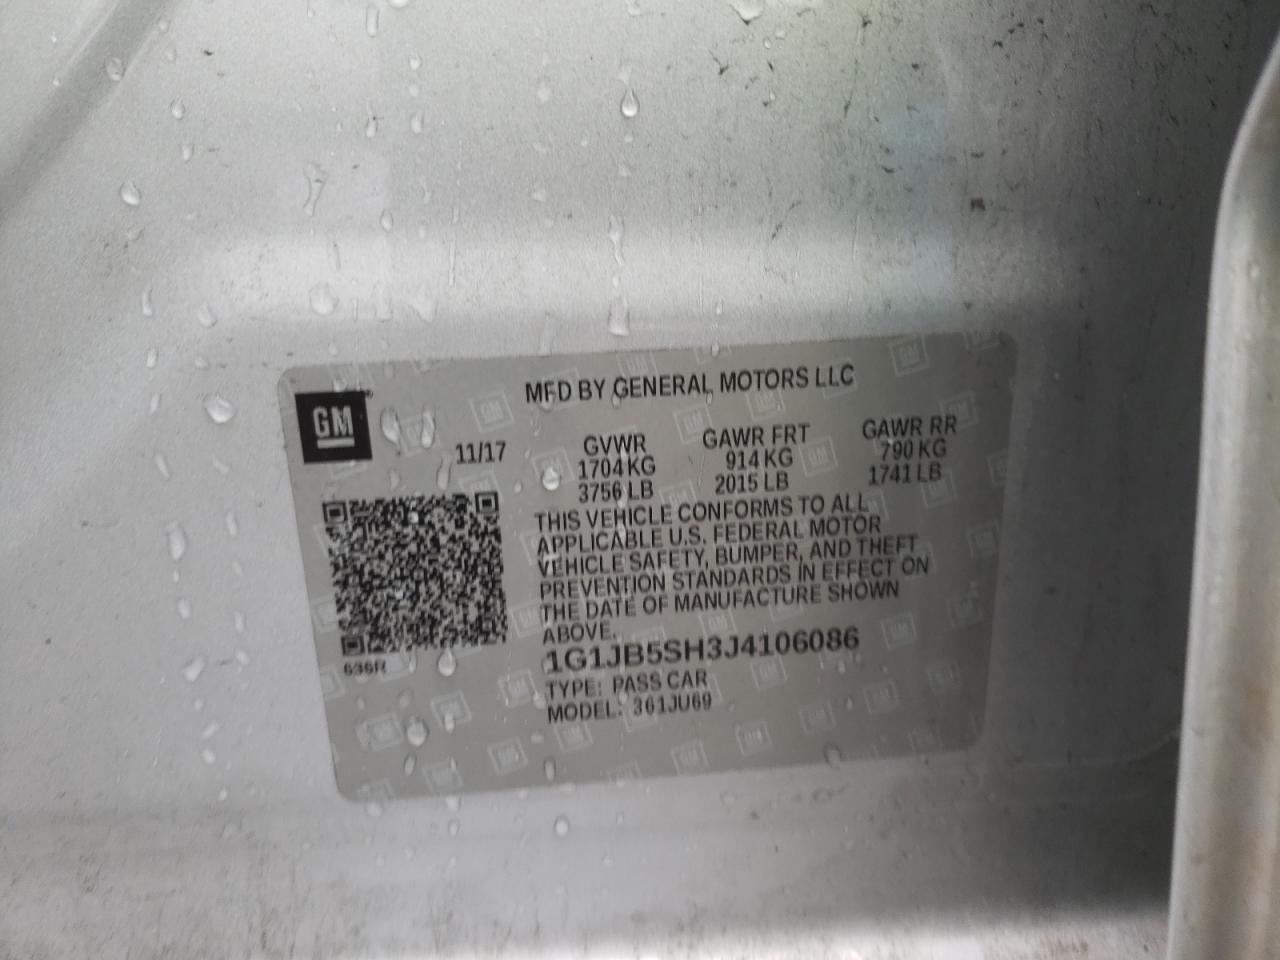 MFD BY GENERAL MOTORS LLC
GM
11/17
GVWR
1704 KG
3756 LB
GAWR FRT
914 KG
2015 LB
GAWR RR
790 KG
1741 LB
THIS VEHICLE CONFORMS TO ALL
APPLICABLE U.S. FEDERAL MOTOR
VEHICLE SAFETY, BUMPER, AND THEFT
PREVENTION STANDARDS IN EFFECT ON
THE DATE OF MANUFACTURE SHOWN
ABOVE.
1G1JB5SH3J4106086
TYPE: PASS CAR
MODEL: 361JU69
636R